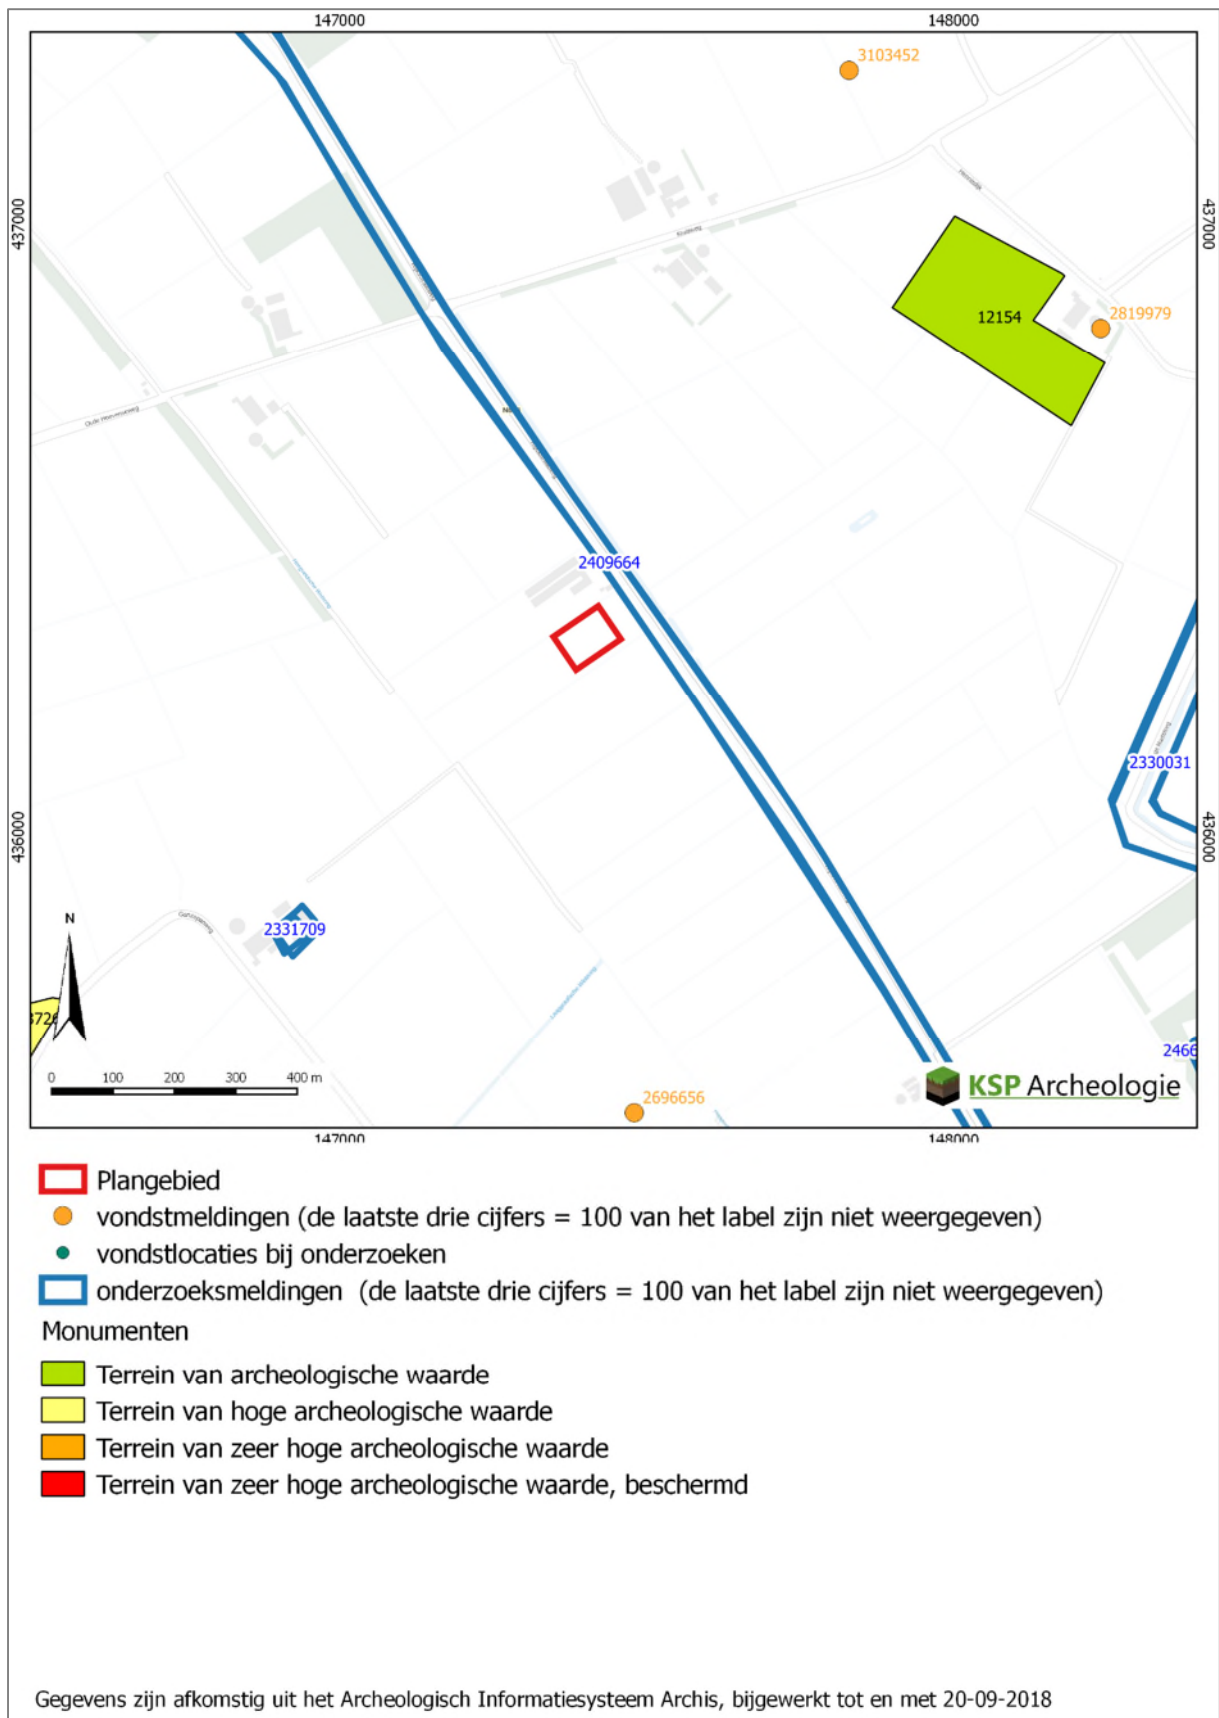 147000 148000
3103452
437000 437000
12154
2819979
Oude Heerenweg
2409664
2330031
436000 436000
2331709
N
2466
0 100 200 300 400 m
2696656
KSP Archeologie
147000 148000
Plangebied
vondstmeldingen (de laatste drie cijfers = 100 van het label zijn niet weergegeven)
vondstlocaties bij onderzoeken
onderzoeksmeldingen (de laatste drie cijfers = 100 van het label zijn niet weergegeven)
Monumenten
Terrein van archeologische waarde
Terrein van hoge archeologische waarde
Terrein van zeer hoge archeologische waarde
Terrein van zeer hoge archeologische waarde, beschermd
Gegevens zijn afkomstig uit het Archeologisch Informatiesysteem Archis, bijgewerkt tot en met 20-09-2018